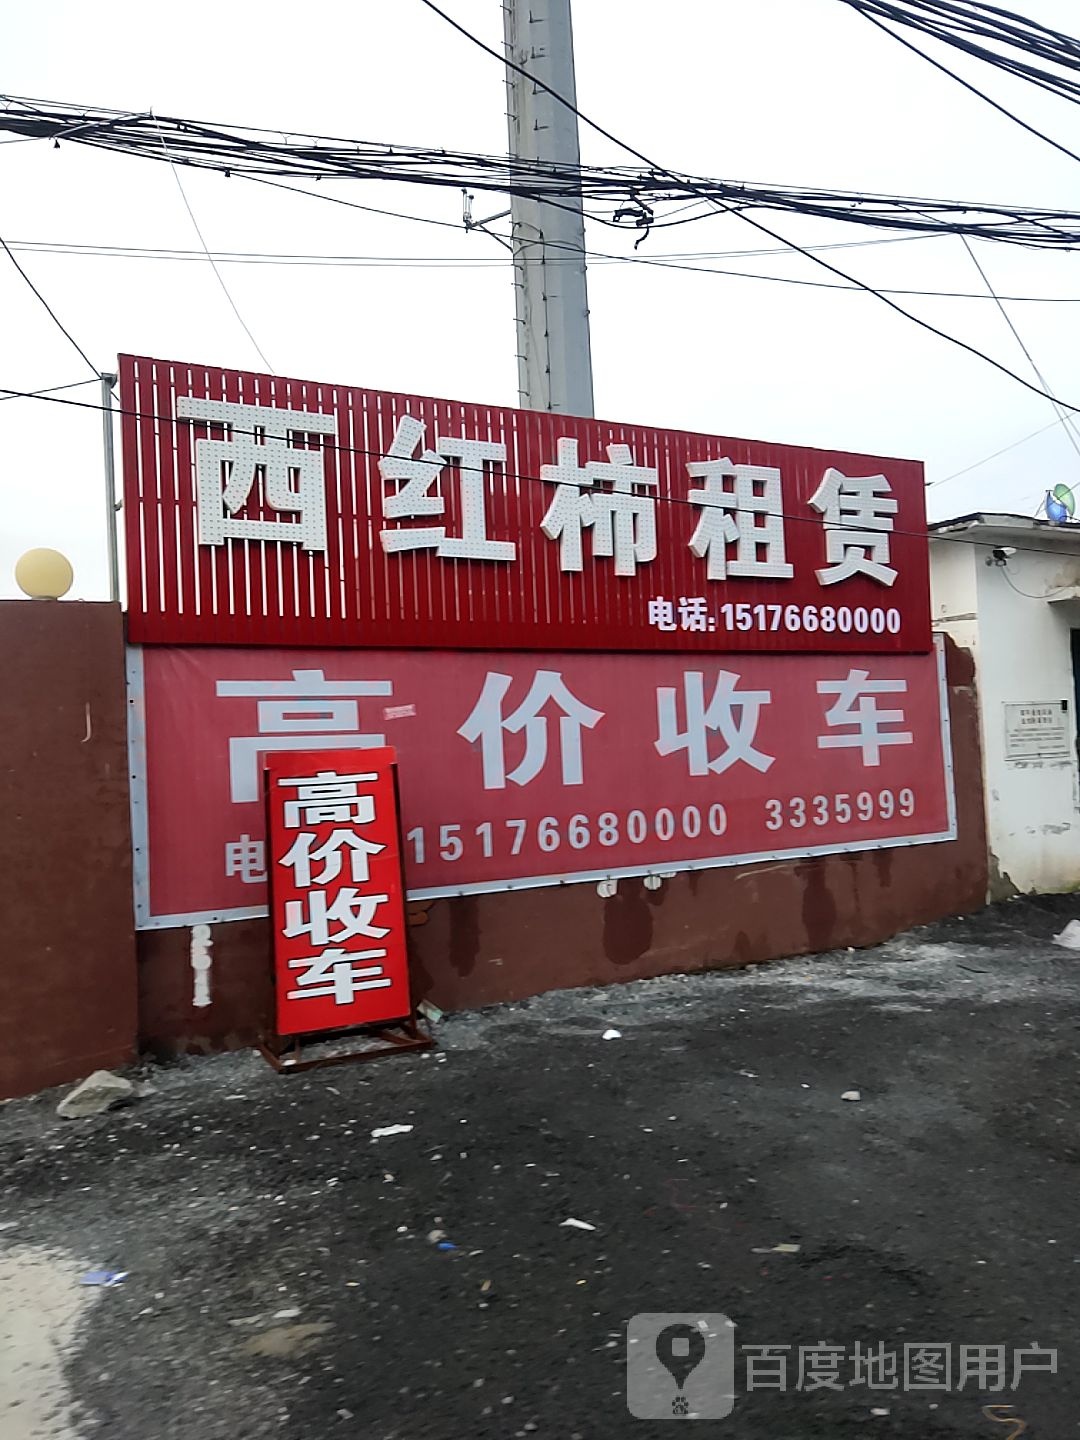 西红柿租赁
电话:15176680000
高价收车
电 15176680000 3335999
高价收车
百度地图用户